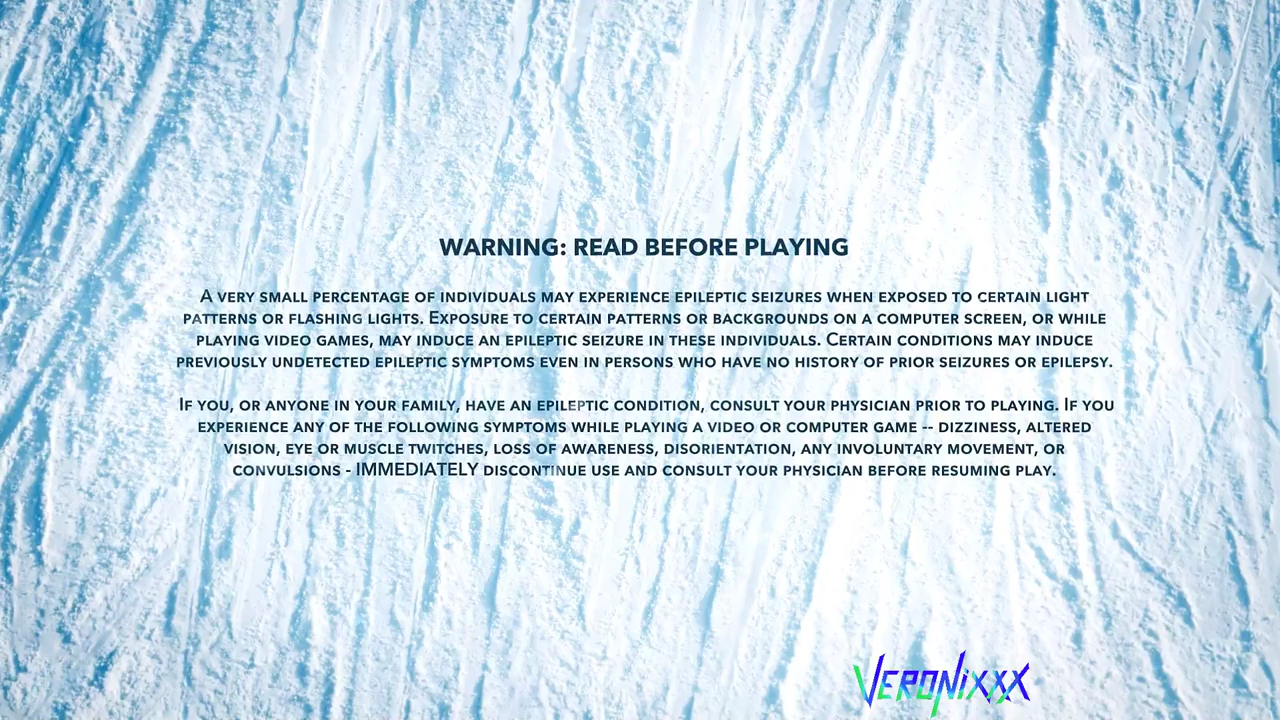 WARNING: READ BEFORE PLAYING
A VERY SMALL PERCENTAGE OF INDIVIDUALS MAY EXPERIENCE EPILEPTIC SEIZURES WHEN EXPOSED TO CERTAIN LIGHT
PATTERNS OR FLASHING LIGHTS. EXPOSURE TO CERTAIN PATTERNS OR BACKGROUNDS ON A COMPUTER SCREEN, OR WHILE
PLAYING VIDEO GAMES, MAY INDUCE AN EPILEPTIC SEIZURE IN THESE INDIVIDUALS. CERTAIN CONDITIONS MAY INDUCE
PREVIOUSLY UNDETECTED EPILEPTIC SYMPTOMS EVEN IN PERSONS WHO HAVE NO HISTORY OF PRIOR SEIZURES OR EPILEPSY.
IF YOU, OR ANYONE IN YOUR FAMILY, HAVE AN EPILEPTIC CONDITION, CONSULT YOUR PHYSICIAN PRIOR TO PLAYING. IF YOU
EXPERIENCE ANY OF THE FOLLOWING SYMPTOMS WHILE PLAYING A VIDEO OR COMPUTER GAME -- DIZZINESS, ALTERED
VISION, EYE OR MUSCLE TWITCHES, LOSS OF AWARENESS, DISORIENTATION, ANY INVOLUNTARY MOVEMENT, OR
CONVULSIONS - IMMEDIATELY DISCONTINUE USE AND CONSULT YOUR PHYSICIAN BEFORE RESUMING PLAY.
VERONiXXX